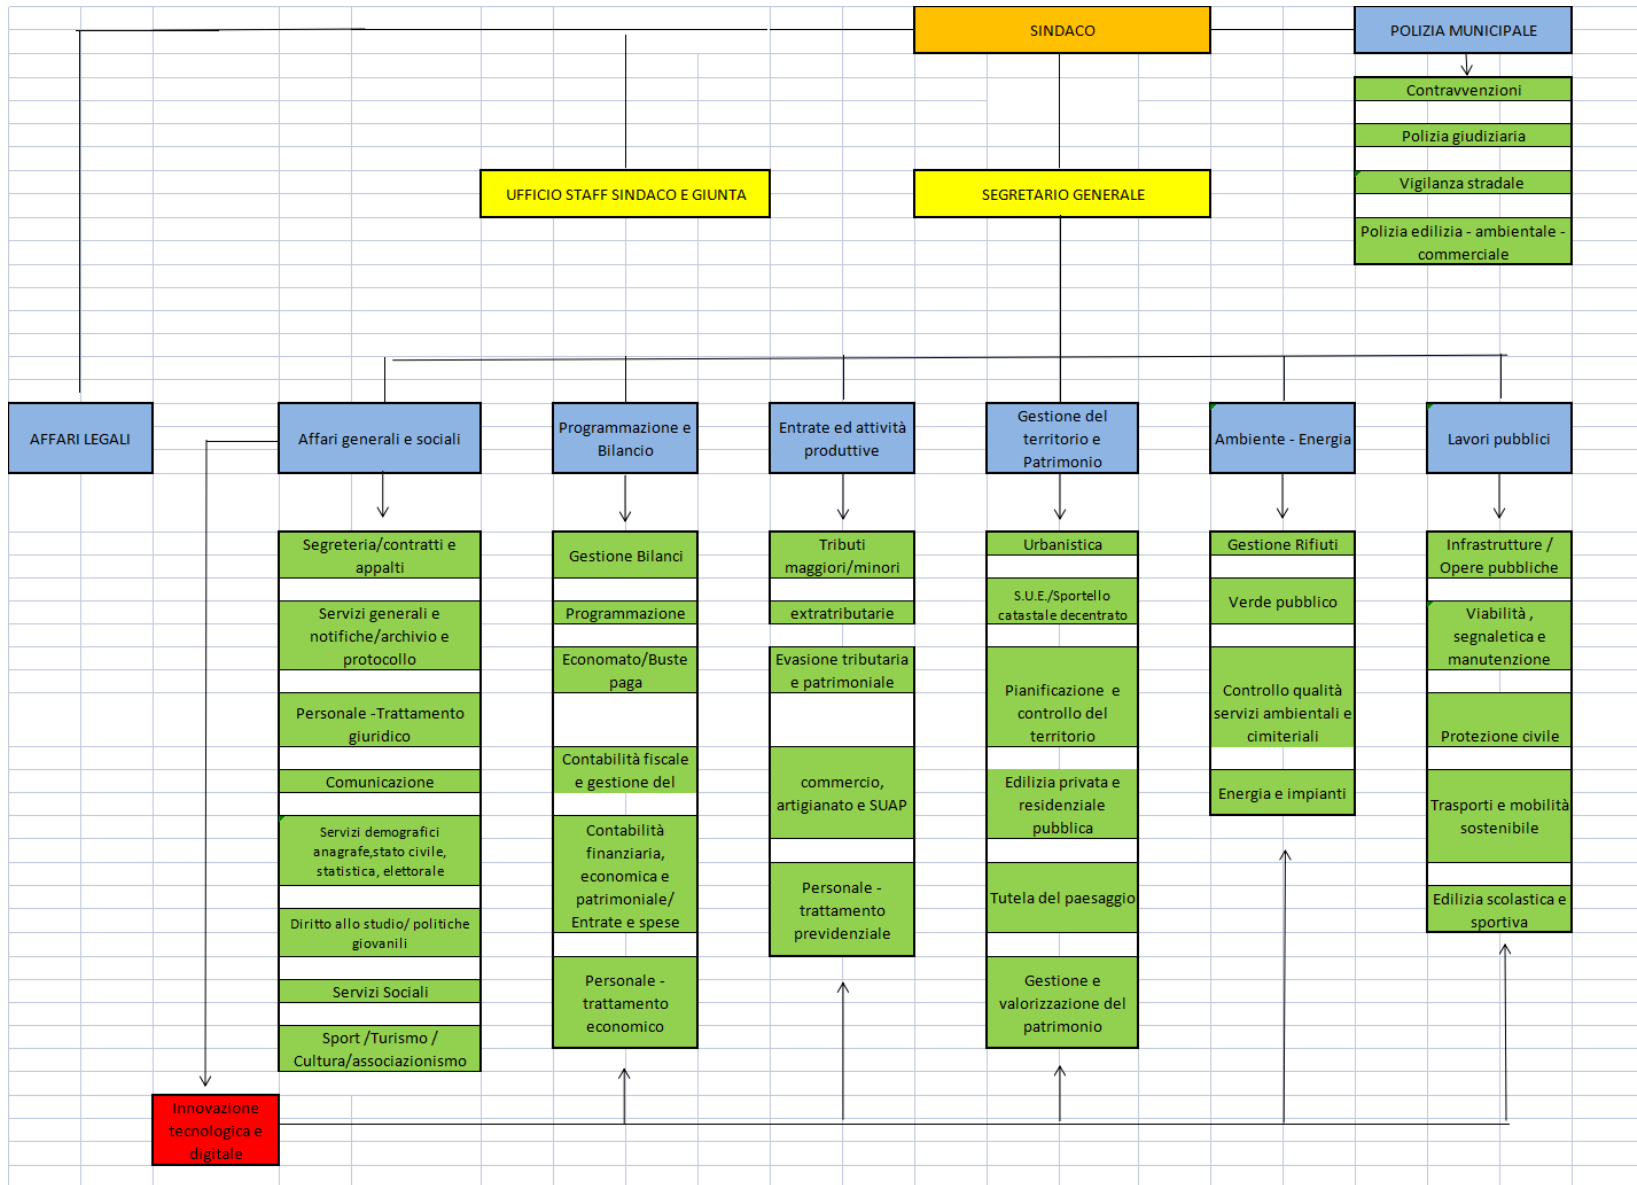 SINDACO
POLIZIA MUNICIPALE
Contravvenzioni
Polizia giudiziaria
Vigilanza stradale
Polizia edilizia - ambientale -
commerciale
UFFICIO STAFF SINDACO E GIUNTA
SEGRETARIO GENERALE
AFFARI LEGALI
Affari generali e sociali
Programmazione e
Bilancio
Entrate ed attività
produttive
Gestione del
territorio e
Patrimonio
Ambiente - Energia
Lavori pubblici
Segreteria/contratti e
appalti
Servizi generali e
notifiche/archivio e
protocollo
Personale -Trattamento
giuridico
Comunicazione
Servizi demografici
anagrafe,stato civile,
statistica, elettorale
Diritto allo studio/ politiche
giovanili
Servizi Sociali
Sport /Turismo /
Cultura/associazionismo
Gestione Bilanci
Programmazione
Economato/Buste
paga
Contabilità fiscale
e gestione del
Contabilità
finanziaria,
economica e
patrimoniale/
Entrate e spese
Personale -
trattamento
economico
Tributi
maggiori/minori
extratributarie
Evasione tributaria
e patrimoniale
commercio,
artigianato e SUAP
Personale -
trattamento
previdenziale
Urbanistica
S.U.E./Sportello
catastale decentrato
Pianificazione e
controllo del
territorio
Edilizia privata e
residenziale
pubblica
Tutela del paesaggio
Gestione e
valorizzazione del
patrimonio
Gestione Rifiuti
Verde pubblico
Controllo qualità
servizi ambientali e
cimiteriali
Energia e impianti
Infrastrutture /
Opere pubbliche
Viabilità ,
segnaletica e
manutenzione
Protezione civile
Trasporti e mobilità
sostenibile
Edilizia scolastica e
sportiva
Innovazione
tecnologica e
digitale